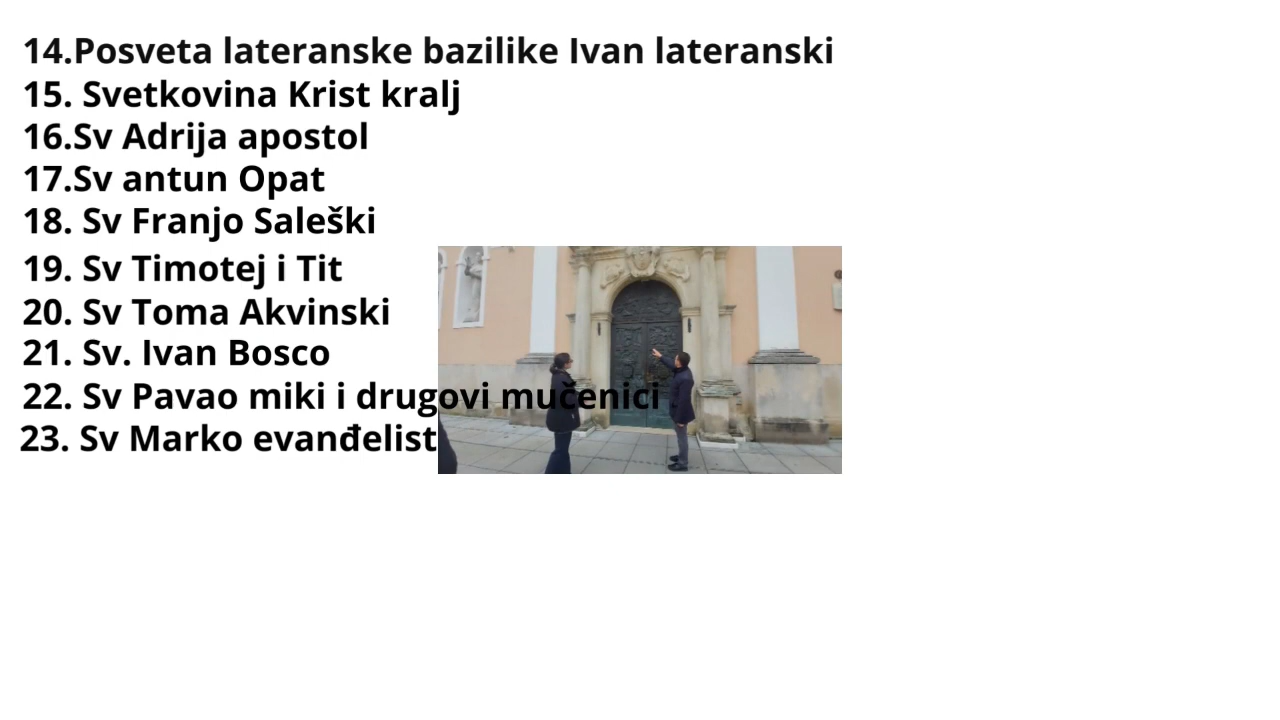 14.Posveta lateranske bazilike Ivan lateranski
15. Svetkovina Krist kralj
16.Sv Adrija apostol
17.Sv antun Opat
18. Sv Franjo Saleški
19. Sv Timotej i Tit
20. Sv Toma Akvinski
21. Sv. Ivan Bosco
22. Sv Pavao miki i drugovi mučenici
23. Sv Marko evanđelist